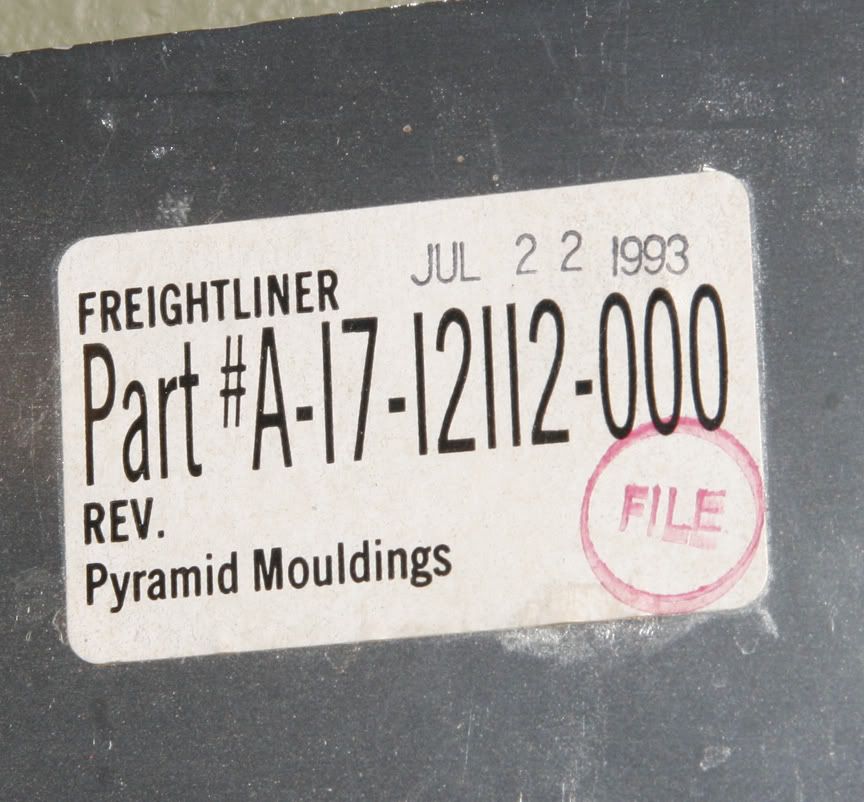 JUL 22 1993
FREIGHTLINER
Part #A-17-12112-000
REV.
Pyramid Mouldings
FILE